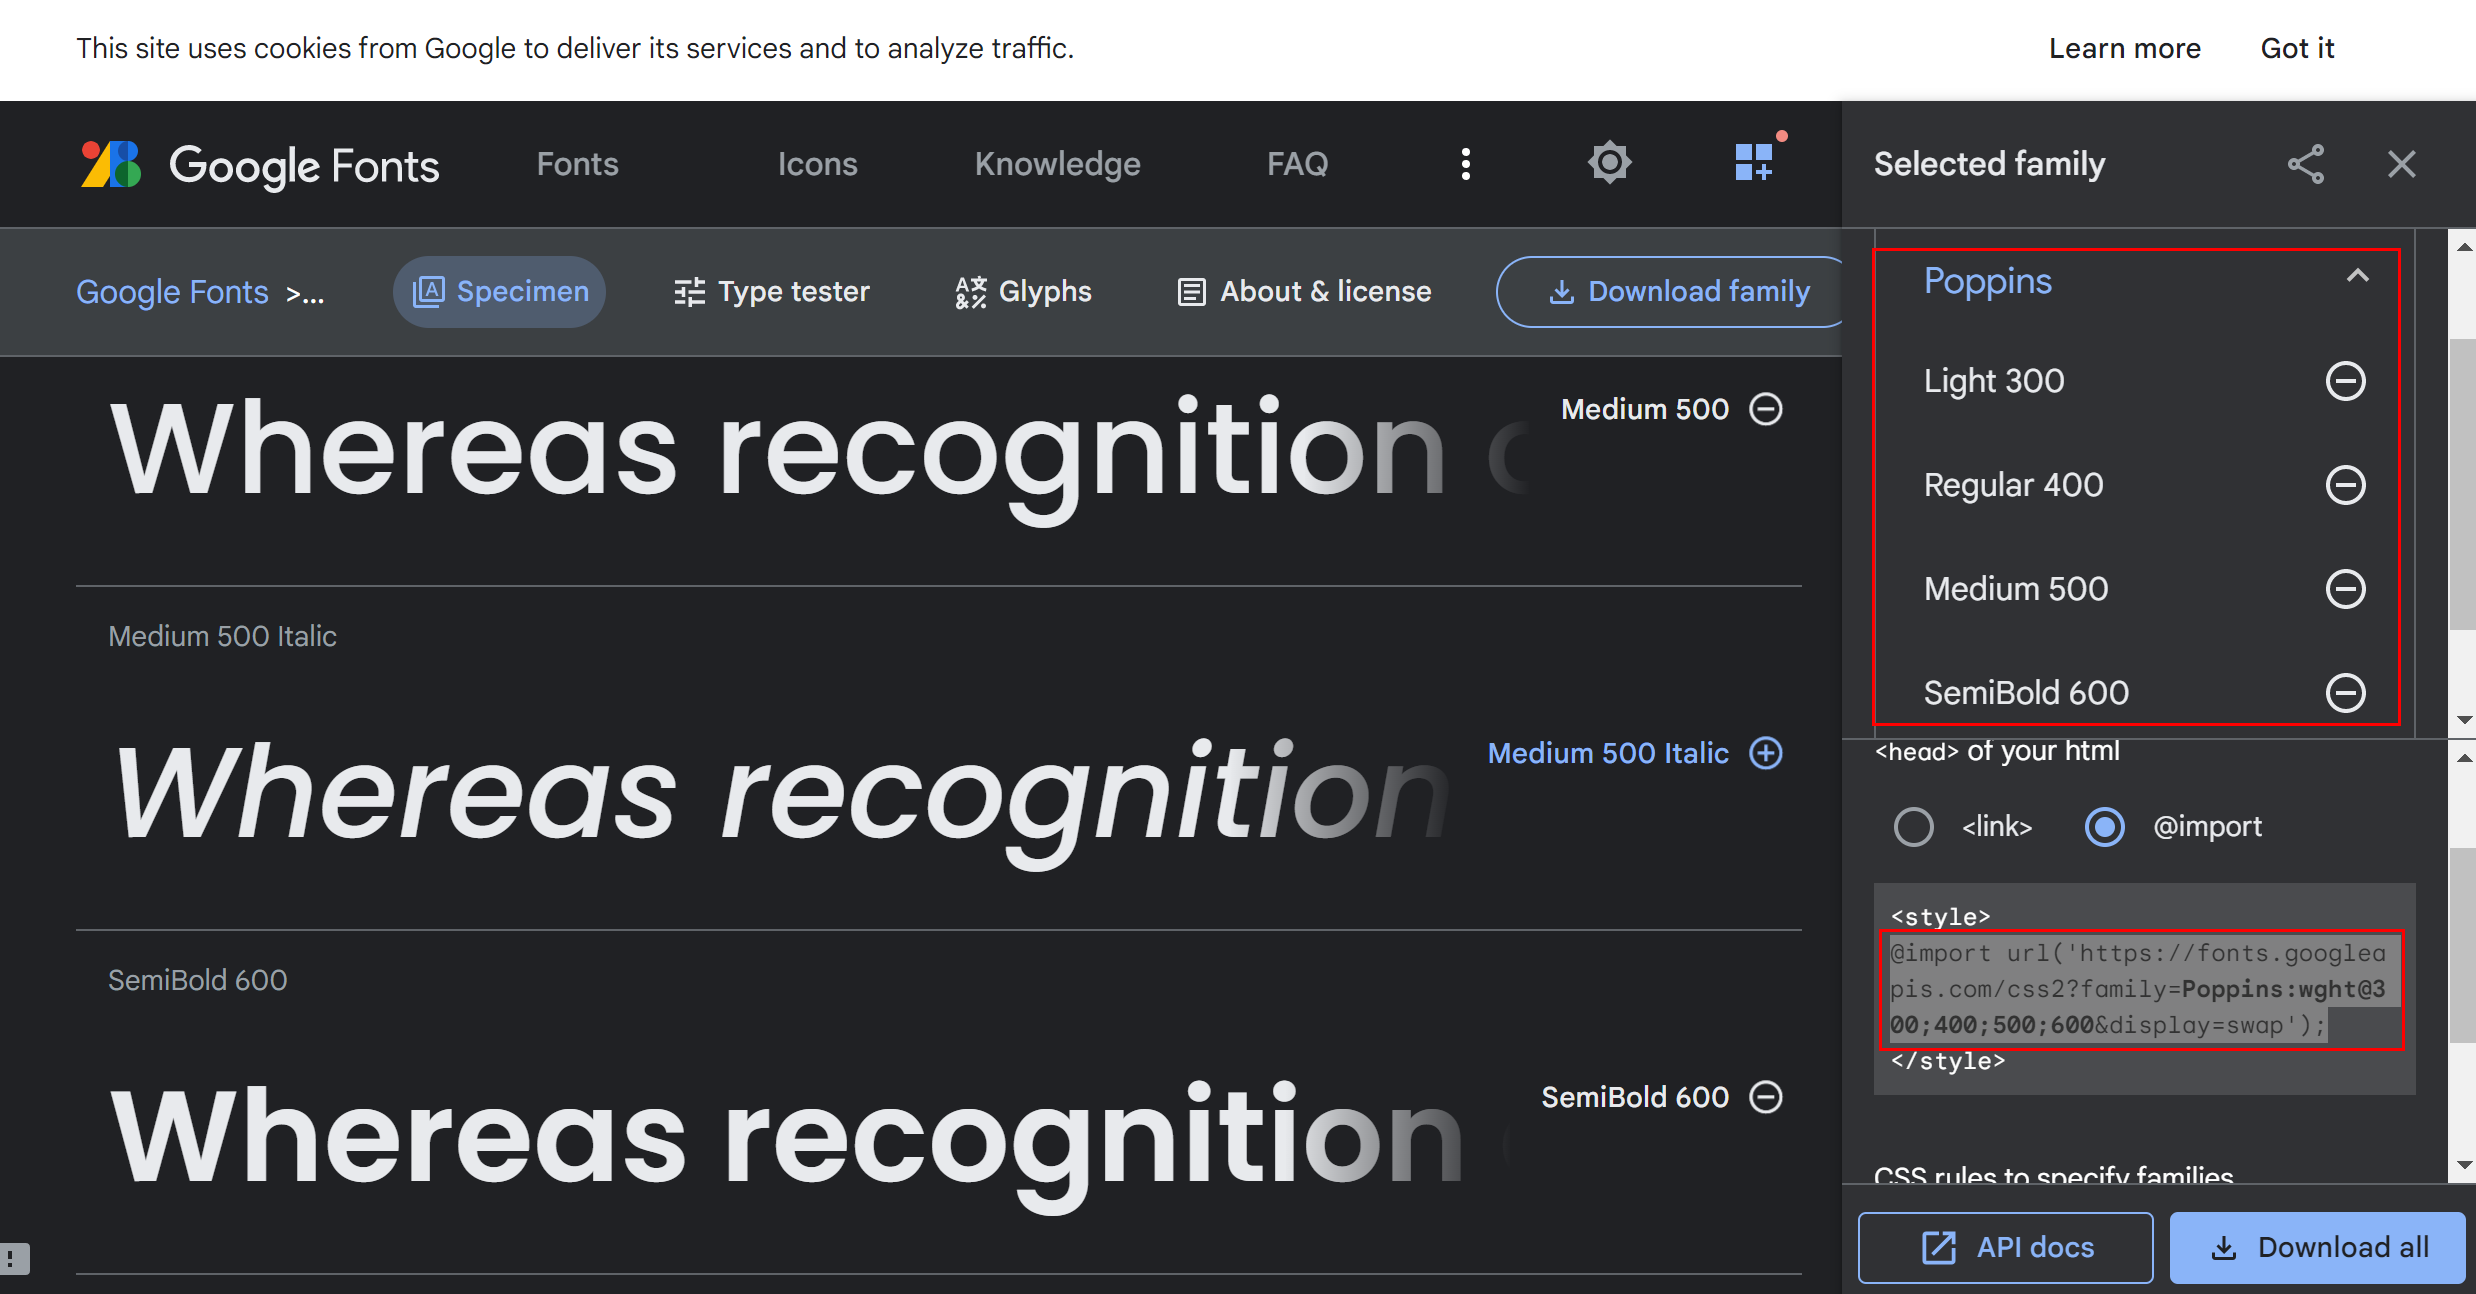 This site uses cookies from Google to deliver its services and to analyze traffic.
Learn more
Got it
Google Fonts
Fonts
Icons
Knowledge
FAQ
Selected family
Google Fonts >...
Specimen
Type tester
Glyphs
About & license
Download family
Whereas recognition
Medium 500
Medium 500 Italic
Whereas recognition
Medium 500 Italic
SemiBold 600
Whereas recognition
SemiBold 600
Poppins
Light 300
Regular 400
Medium 500
SemiBold 600
<head> of your html
<link>
@import
<style>
@import url('https://fonts.googlea
pis.com/css2?family=Poppins:wght@3
00;400;500;600&display=swap');
</style>
CSS rules to specify families
API docs
Download all